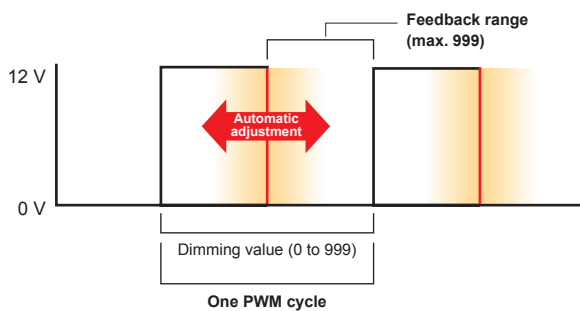 Feedback range
(max. 999)
12 V
Automatic
adjustment
0 V
Dimming value (0 to 999)
One PWM cycle